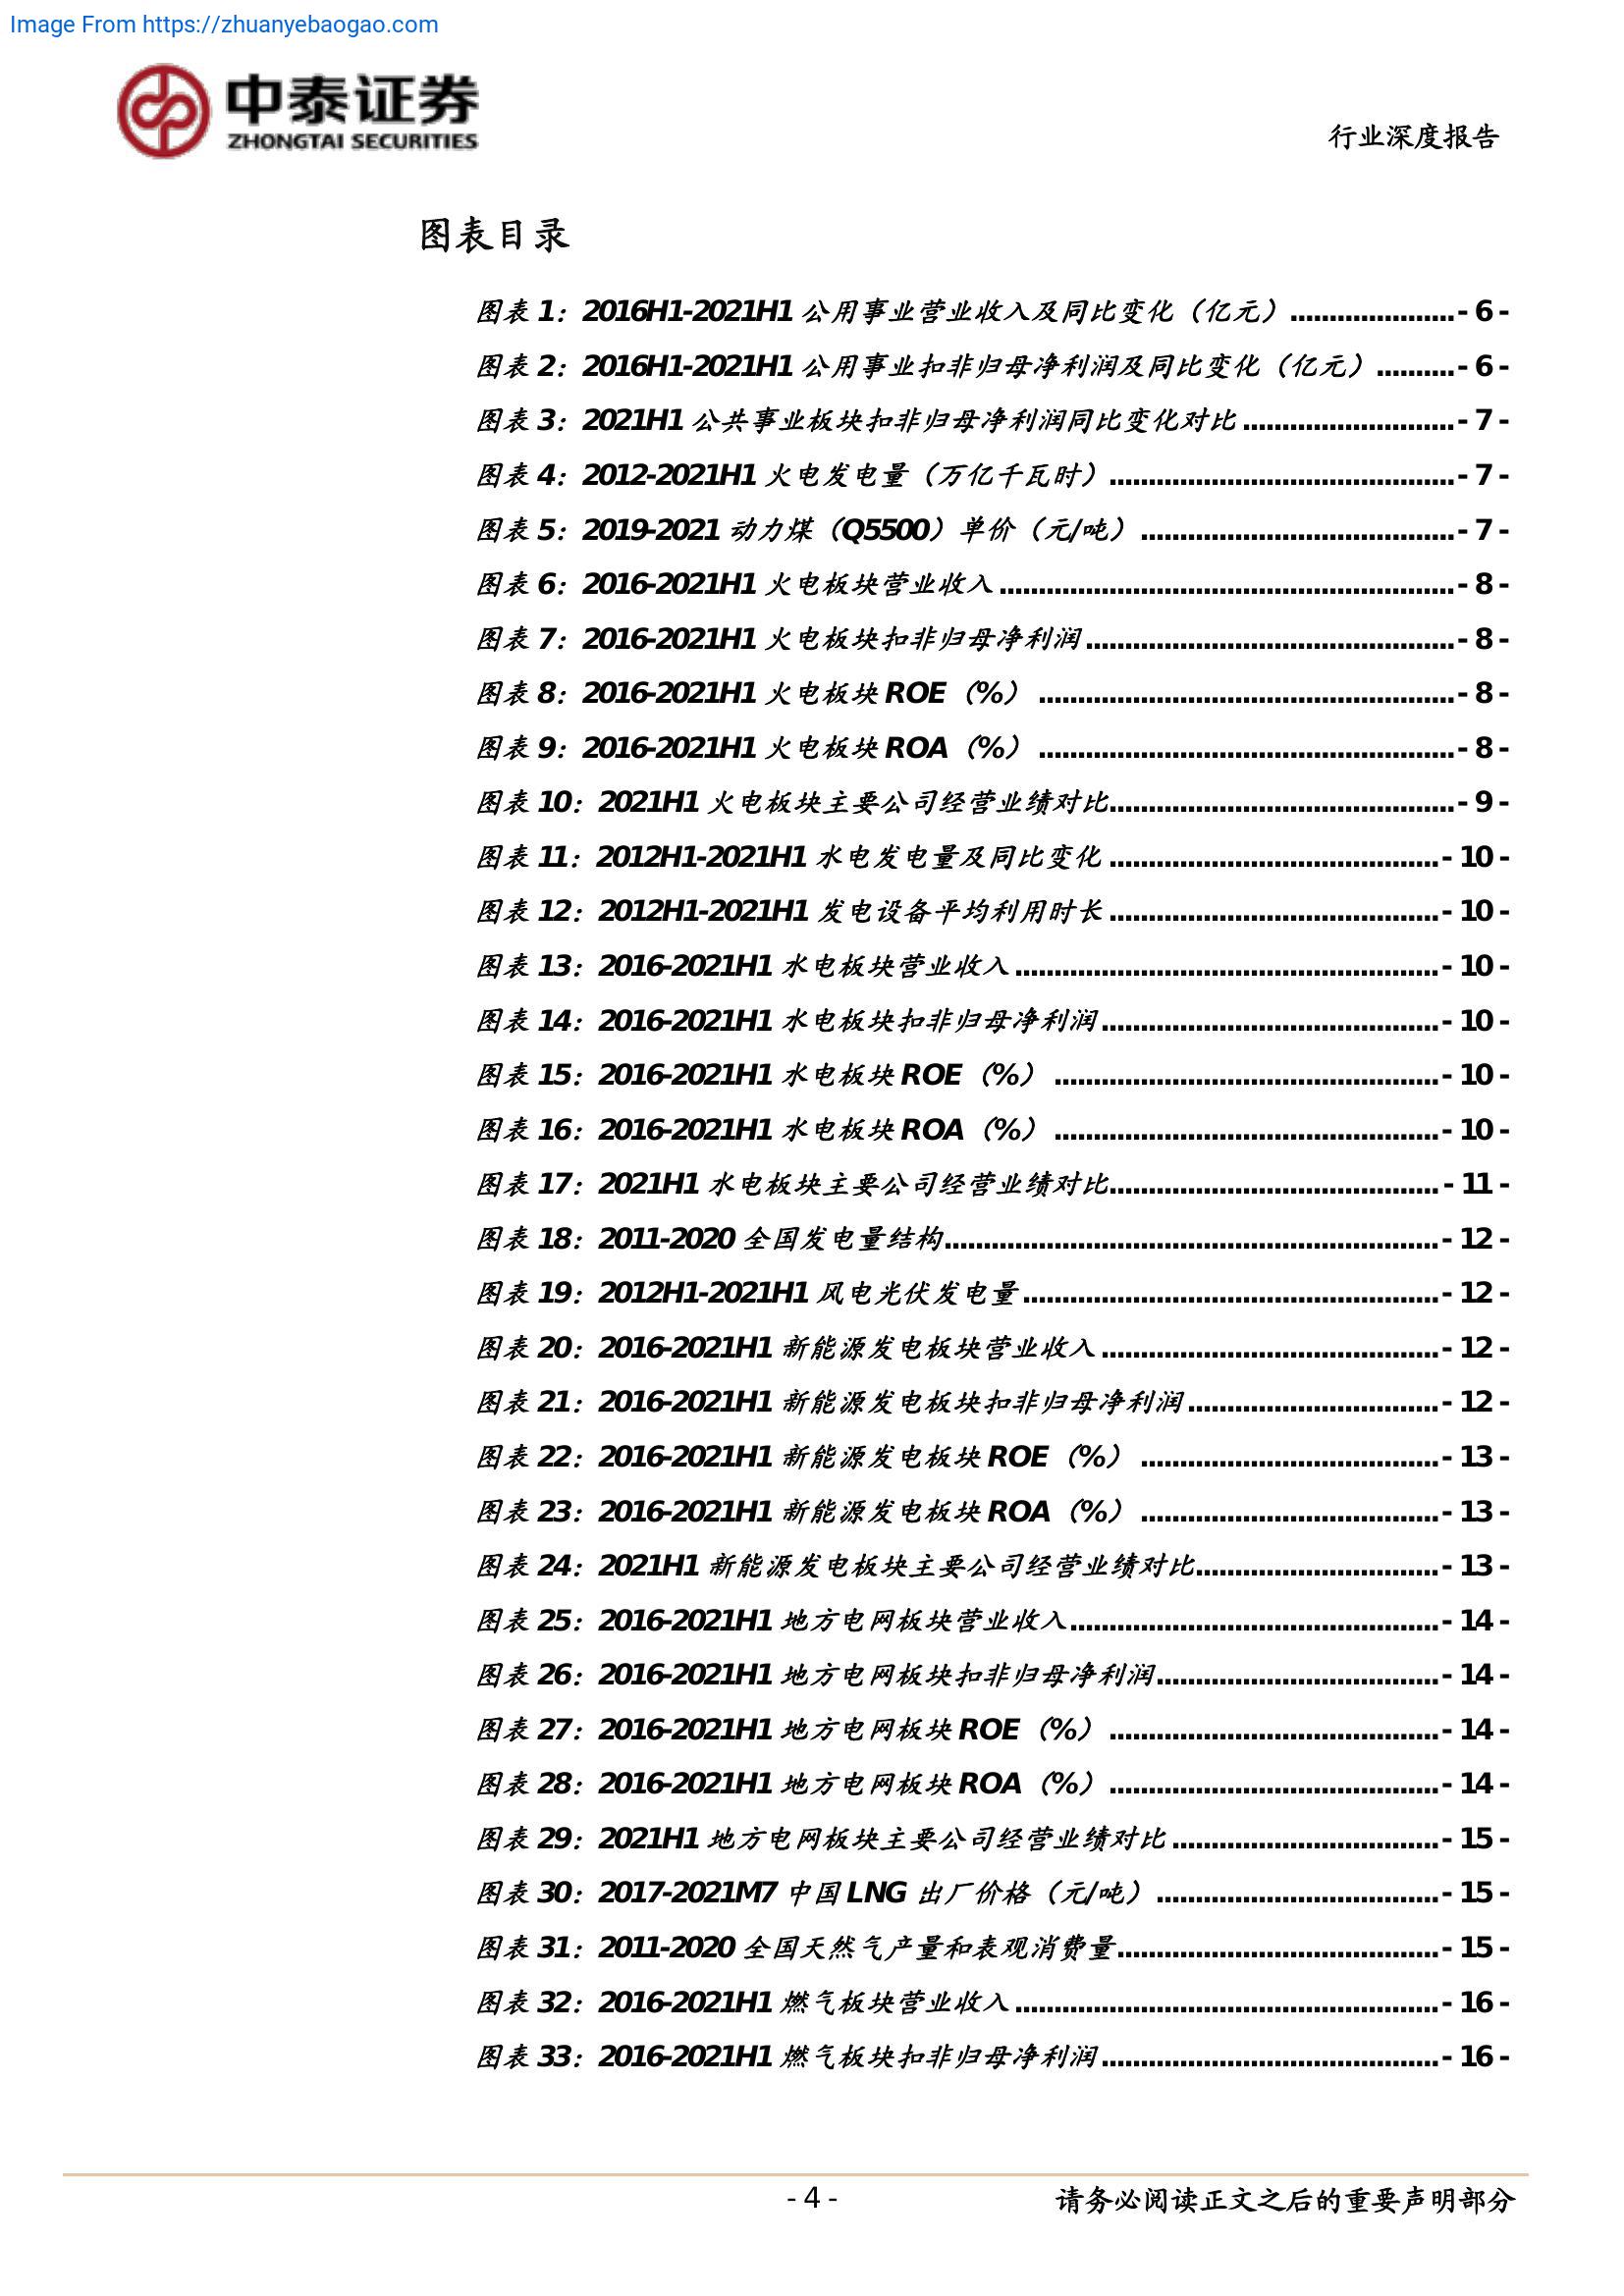 Image From https://zhuanyebaogao.com
中泰证券
ZHONGTAI SECURITIES
行业深度报告
图表目录
图表 1：2016H1-2021H1 公用事业营业收入及同比变化（亿元）.....................- 6 -
图表 2：2016H1-2021H1 公用事业扣非归母净利润及同比变化（亿元）..........- 6 -
图表 3：2021H1 公共事业板块扣非归母净利润同比变化对比...........................- 7 -
图表 4：2012-2021H1 火电发电量（万亿千瓦时）............................................- 7 -
图表 5：2019-2021 动力煤（Q5500）单价（元/吨）........................................- 7 -
图表 6：2016-2021H1 火电板块营业收入..........................................................- 8 -
图表 7：2016-2021H1 火电板块扣非归母净利润...............................................- 8 -
图表 8：2016-2021H1 火电板块 ROE（%）.....................................................- 8 -
图表 9：2016-2021H1 火电板块 ROA（%）.....................................................- 8 -
图表 10：2021H1 火电板块主要公司经营业绩对比............................................- 9 -
图表 11：2012H1-2021H1 水电发电量及同比变化..........................................- 10 -
图表 12：2012H1-2021H1 发电设备平均利用时长..........................................- 10 -
图表 13：2016-2021H1 水电板块营业收入......................................................- 10 -
图表 14：2016-2021H1 水电板块扣非归母净利润...........................................- 10 -
图表 15：2016-2021H1 水电板块 ROE（%）.................................................- 10 -
图表 16：2016-2021H1 水电板块 ROA（%）.................................................- 10 -
图表 17：2021H1 水电板块主要公司经营业绩对比..........................................- 11 -
图表 18：2011-2020 全国发电量结构...............................................................- 12 -
图表 19：2012H1-2021H1 风电光伏发电量.....................................................- 12 -
图表 20：2016-2021H1 新能源发电板块营业收入...........................................- 12 -
图表 21：2016-2021H1 新能源发电板块扣非归母净利润................................- 12 -
图表 22：2016-2021H1 新能源发电板块 ROE（%）......................................- 13 -
图表 23：2016-2021H1 新能源发电板块 ROA（%）......................................- 13 -
图表 24：2021H1 新能源发电板块主要公司经营业绩对比...............................- 13 -
图表 25：2016-2021H1 地方电网板块营业收入...............................................- 14 -
图表 26：2016-2021H1 地方电网板块扣非归母净利润....................................- 14 -
图表 27：2016-2021H1 地方电网板块 ROE（%）..........................................- 14 -
图表 28：2016-2021H1 地方电网板块 ROA（%）..........................................- 14 -
图表 29：2021H1 地方电网板块主要公司经营业绩对比..................................- 15 -
图表 30：2017-2021M7 中国 LNG 出厂价格（元/吨）....................................- 15 -
图表 31：2011-2020 全国天然气产量和表观消费量.........................................- 15 -
图表 32：2016-2021H1 燃气板块营业收入......................................................- 16 -
图表 33：2016-2021H1 燃气板块扣非归母净利润...........................................- 16 -
- 4 -
请务必阅读正文之后的重要声明部分